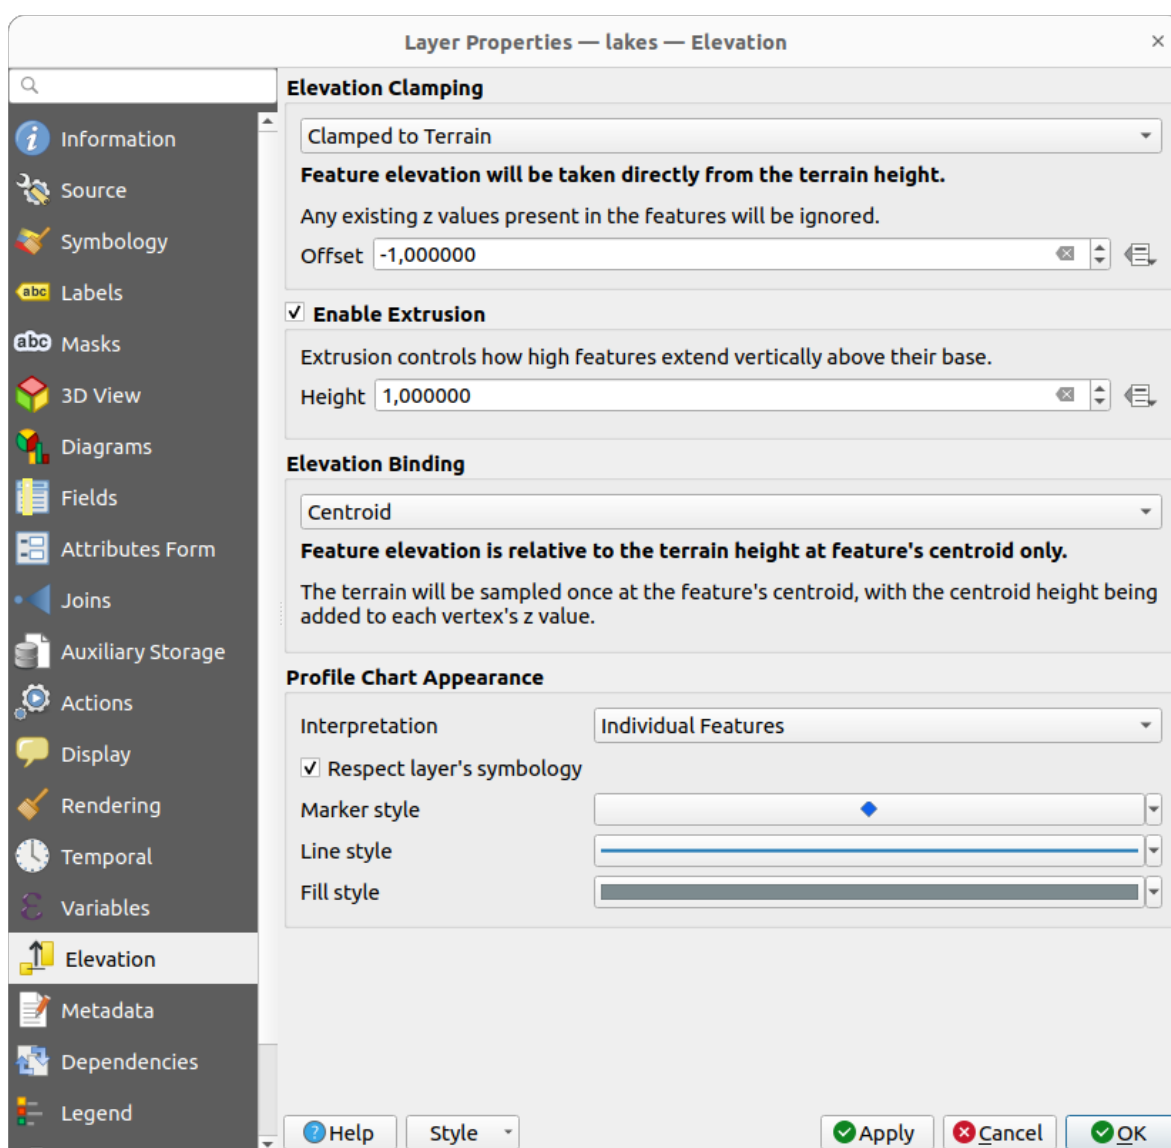 Layer Properties — lakes — Elevation
Information
Source
Symbology
abc Labels
abc Masks
3D View
Diagrams
Fields
Attributes Form
Joins
Auxiliary Storage
Actions
Display
Rendering
Temporal
Variables
Elevation
Metadata
Dependencies
Legend
Elevation Clamping
Clamped to Terrain
Feature elevation will be taken directly from the terrain height.
Any existing z values present in the features will be ignored.
Offset -1,000000
Enable Extrusion
Extrusion controls how high features extend vertically above their base.
Height 1,000000
Elevation Binding
Centroid
Feature elevation is relative to the terrain height at feature's centroid only.
The terrain will be sampled once at the feature's centroid, with the centroid height being
added to each vertex's z value.
Profile Chart Appearance
Interpretation Individual Features
Respect layer's symbology
Marker style
Line style
Fill style
Help Style Apply Cancel OK